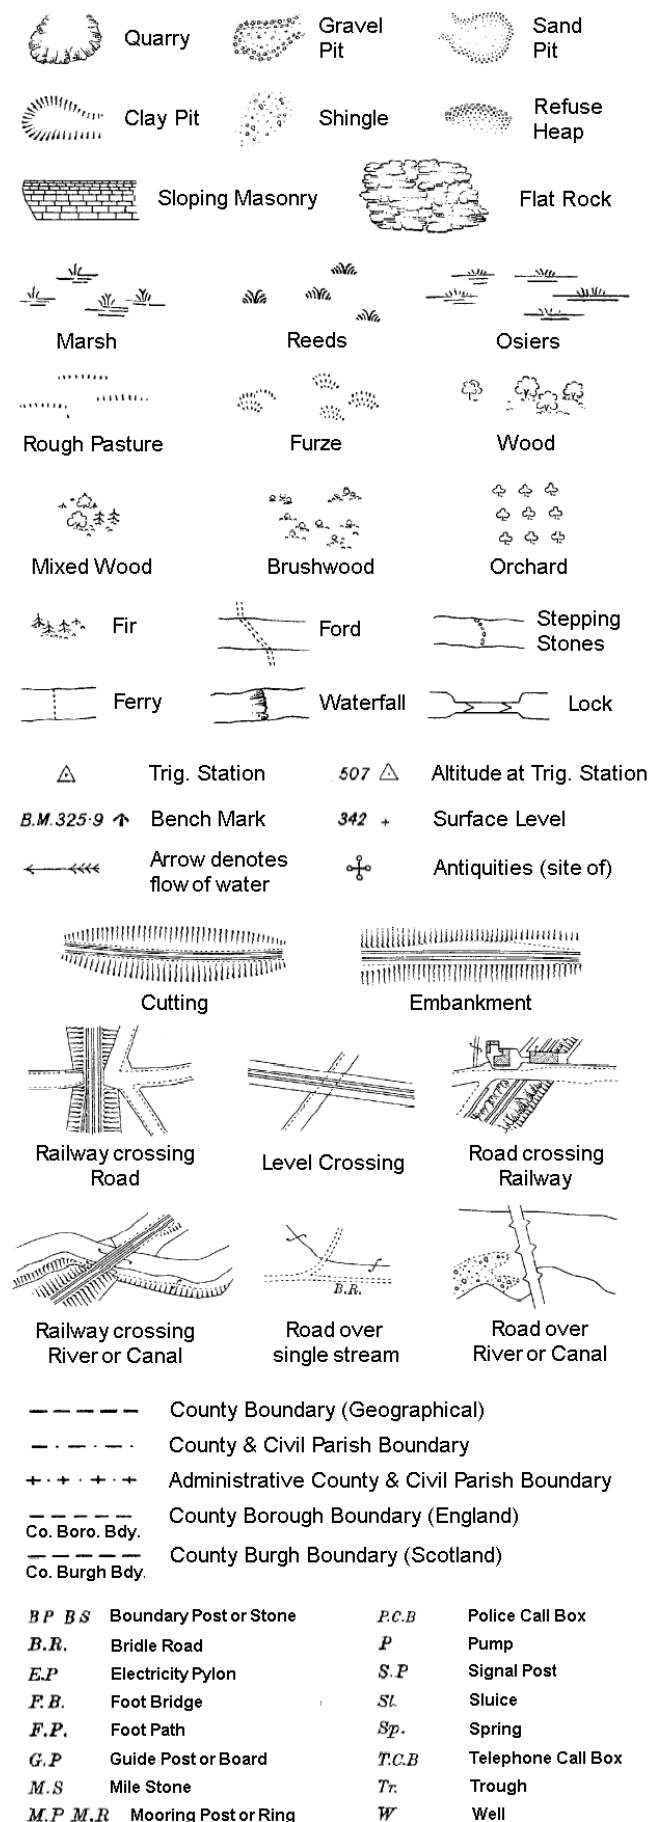 Quarry
Gravel
Pit
Sand
Pit
Clay Pit
Shingle
Refuse
Heap
Sloping Masonry
Flat Rock
Marsh
Reeds
Osiers
Rough Pasture
Furze
Wood
Mixed Wood
Brushwood
Orchard
Fir
Ford
Stepping
Stones
Ferry
Waterfall
Lock
Trig. Station
507
Altitude at Trig. Station
B.M. 325·9
Bench Mark
342
Surface Level
Arrow denotes
flow of water
Antiquities (site of)
Cutting
Embankment
Railway crossing
Road
Level Crossing
Road crossing
Railway
B.R.
Railway crossing
River or Canal
Road over
single stream
Road over
River or Canal
County Boundary (Geographical)
County & Civil Parish Boundary
Administrative County & Civil Parish Boundary
Co. Boro. Bdy.
County Borough Boundary (England)
Co. Burgh Bdy.
County Burgh Boundary (Scotland)
B P B S Boundary Post or Stone
P.C.B Police Call Box
B.R. Bridle Road
P Pump
E.P Electricity Pylon
S.P Signal Post
F.B. Foot Bridge
Sl. Sluice
F.P. Foot Path
Sp. Spring
G.P Guide Post or Board
T.C.B Telephone Call Box
M.S Mile Stone
Tr. Trough
M.P M.R Mooring Post or Ring
W Well